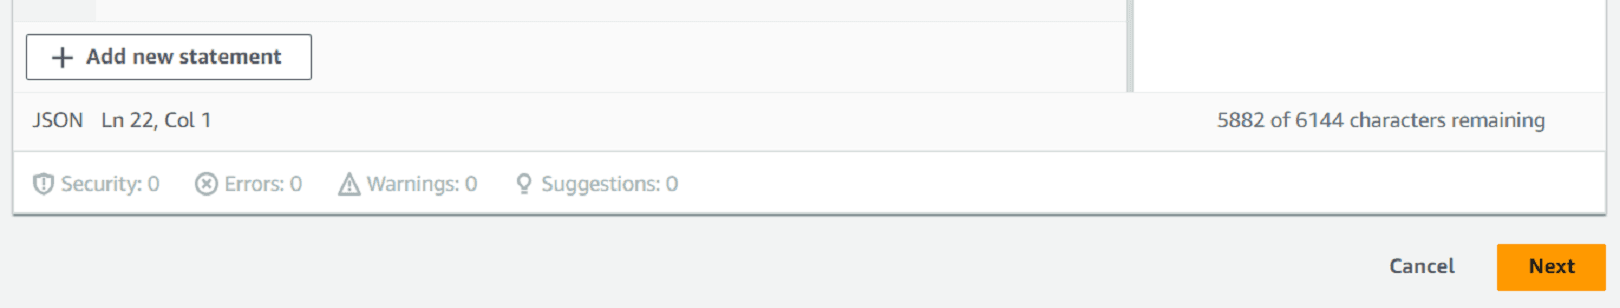 + Add new statement
JSON Ln 22, Col 1 5882 of 6144 characters remaining
Security: 0 Errors: 0 Warnings: 0 Suggestions: 0
Cancel Next